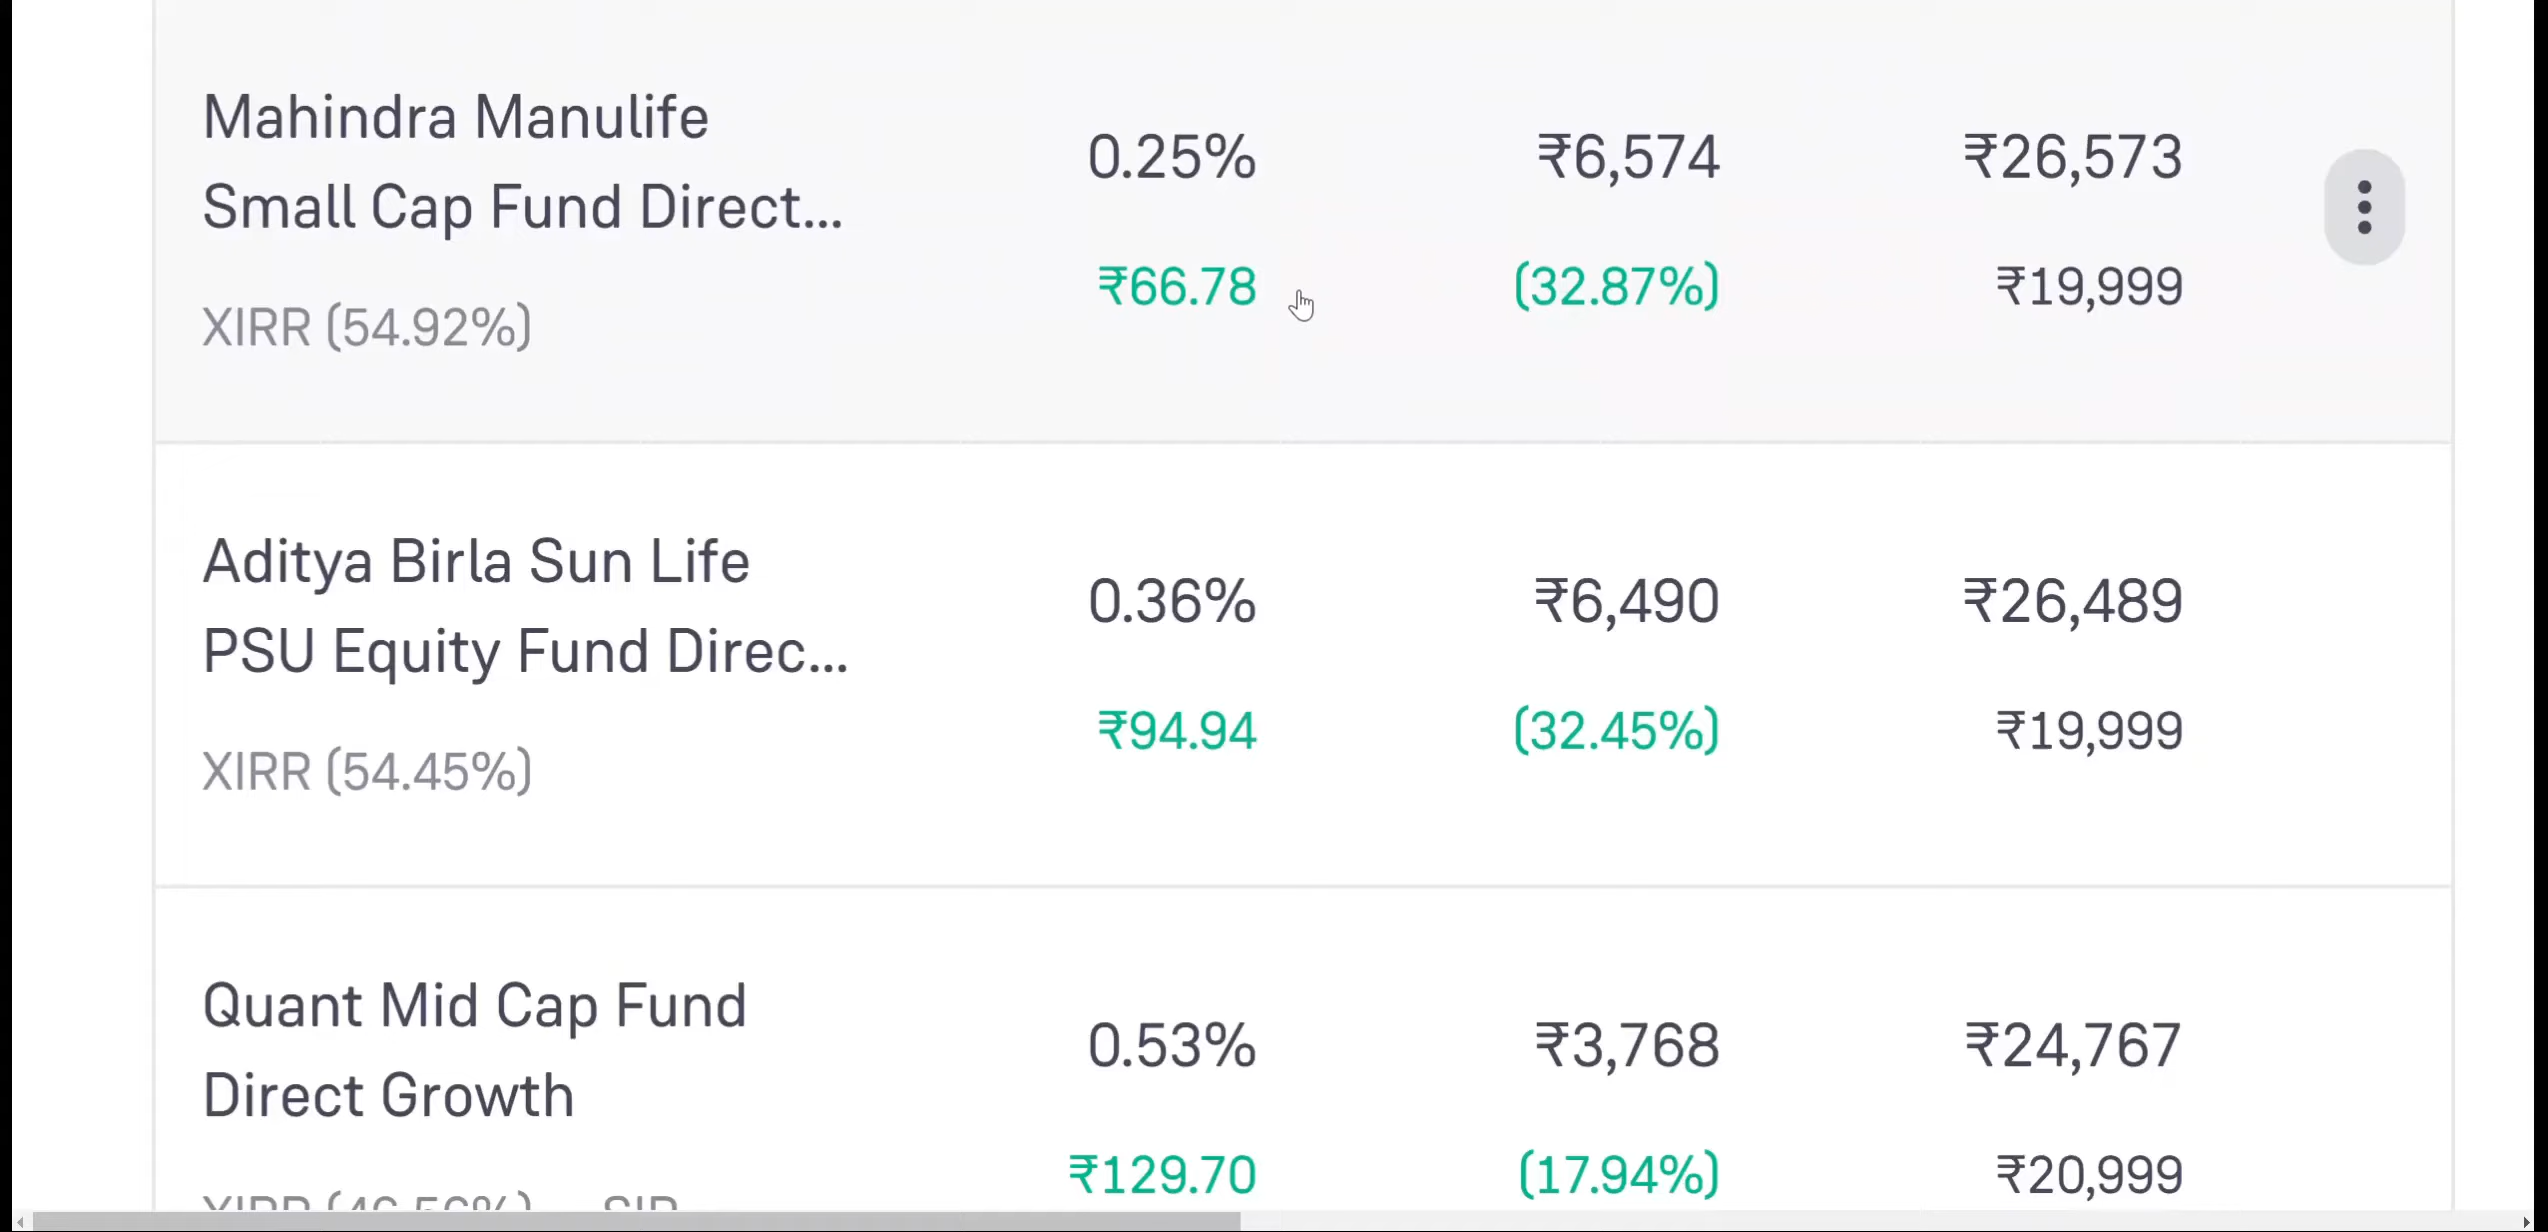 Mahindra Manulife
Small Cap Fund Direct...
XIRR (54.92%)
0.25%
₹66.78
₹6,574
(32.87%)
₹26,573
₹19,999
Aditya Birla Sun Life
PSU Equity Fund Direc...
XIRR (54.45%)
0.36%
₹94.94
₹6,490
(32.45%)
₹26,489
₹19,999
Quant Mid Cap Fund
Direct Growth
XIRR SIP
0.53%
₹129.70
₹3,768
(17.94%)
₹24,767
₹20,999